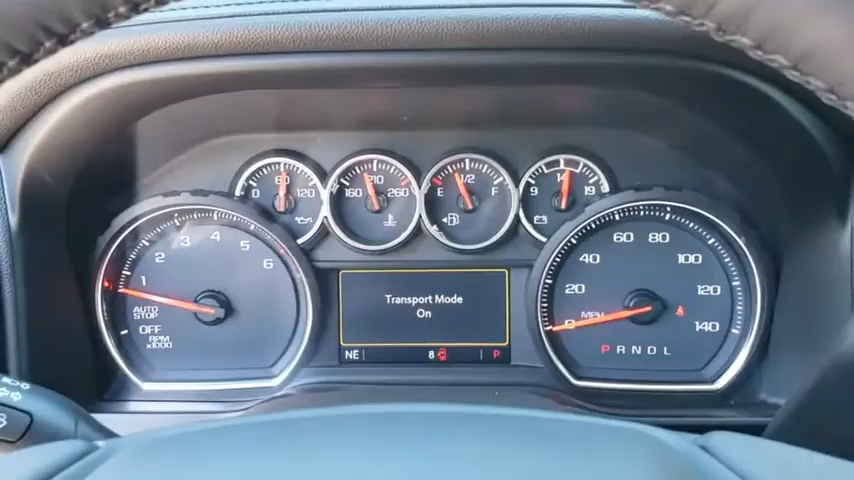 0 60 120
160 210 260
E 1/2 F
9 14 19
1 2 3 4 5 6
AUTO
STOP
OFF
RPM
x1000
Transport Mode
On
NE 8 P
0 20 40 60 80 100 120 140
MPH
P R N D L